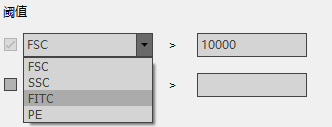 阈值
FSC > 10000
FSC
SSC >
FITC
PE